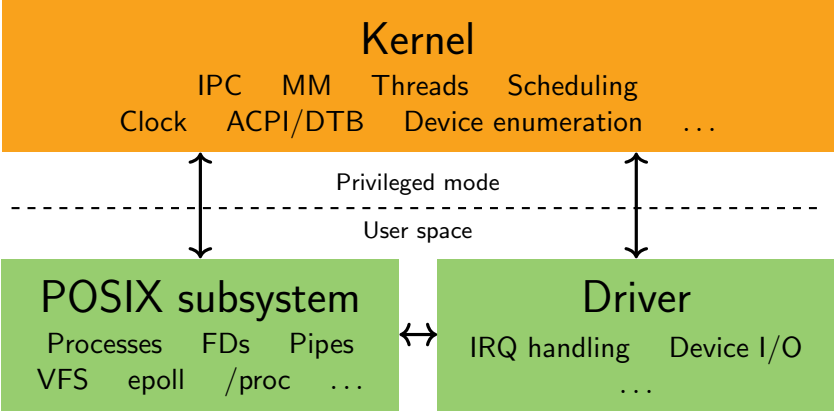 Kernel
IPC MM Threads Scheduling
Clock ACPI/DTB Device enumeration ...
Privileged mode
User space
POSIX subsystem
Processes FDs Pipes
VFS epoll /proc ...
Driver
IRQ handling Device I/O
...